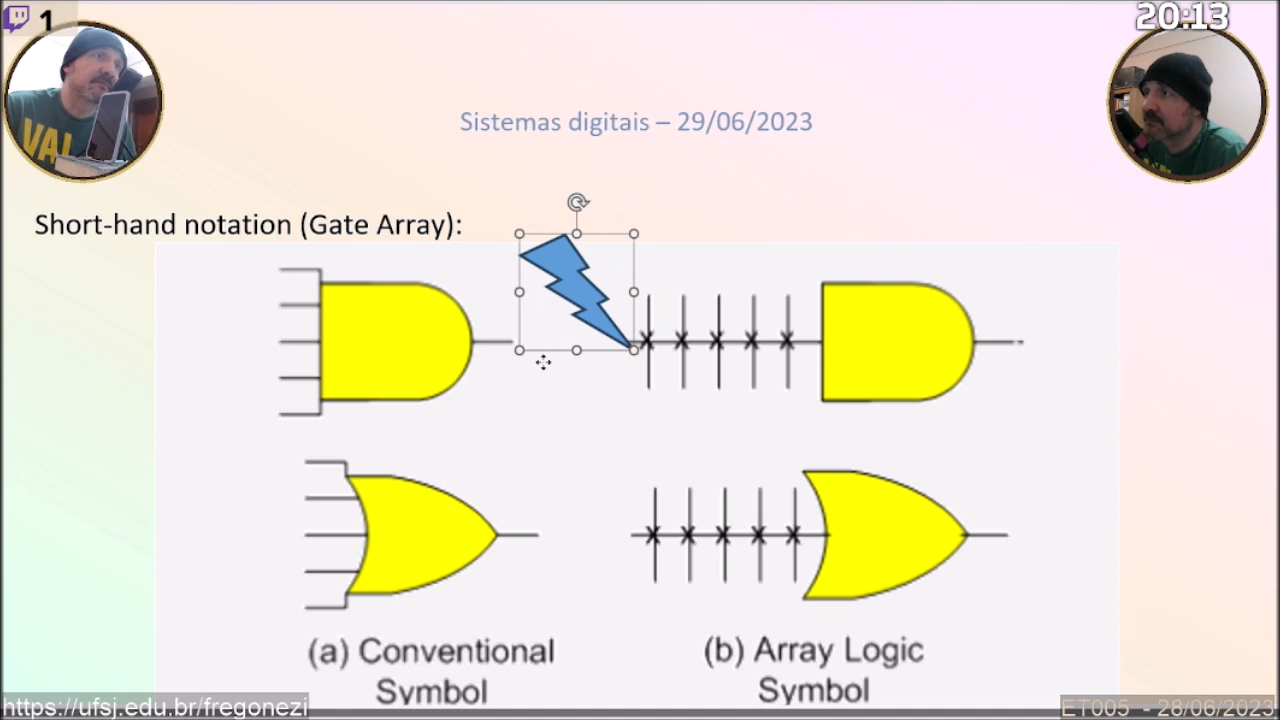 1
20:13
VAL
Sistemas digitais – 29/06/2023
Short-hand notation (Gate Array):
(a) Conventional
Symbol
(b) Array Logic
Symbol
https://ufsj.edu.br/fregonezi
ET005 - 28/06/2023